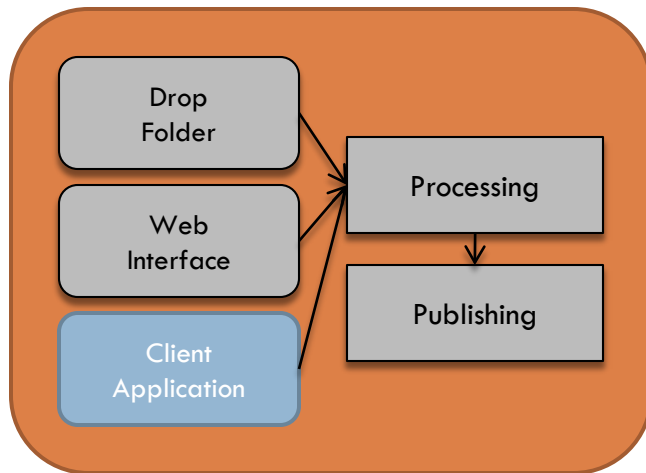 Drop
Folder
Web
Interface
Client
Application
Processing
Publishing